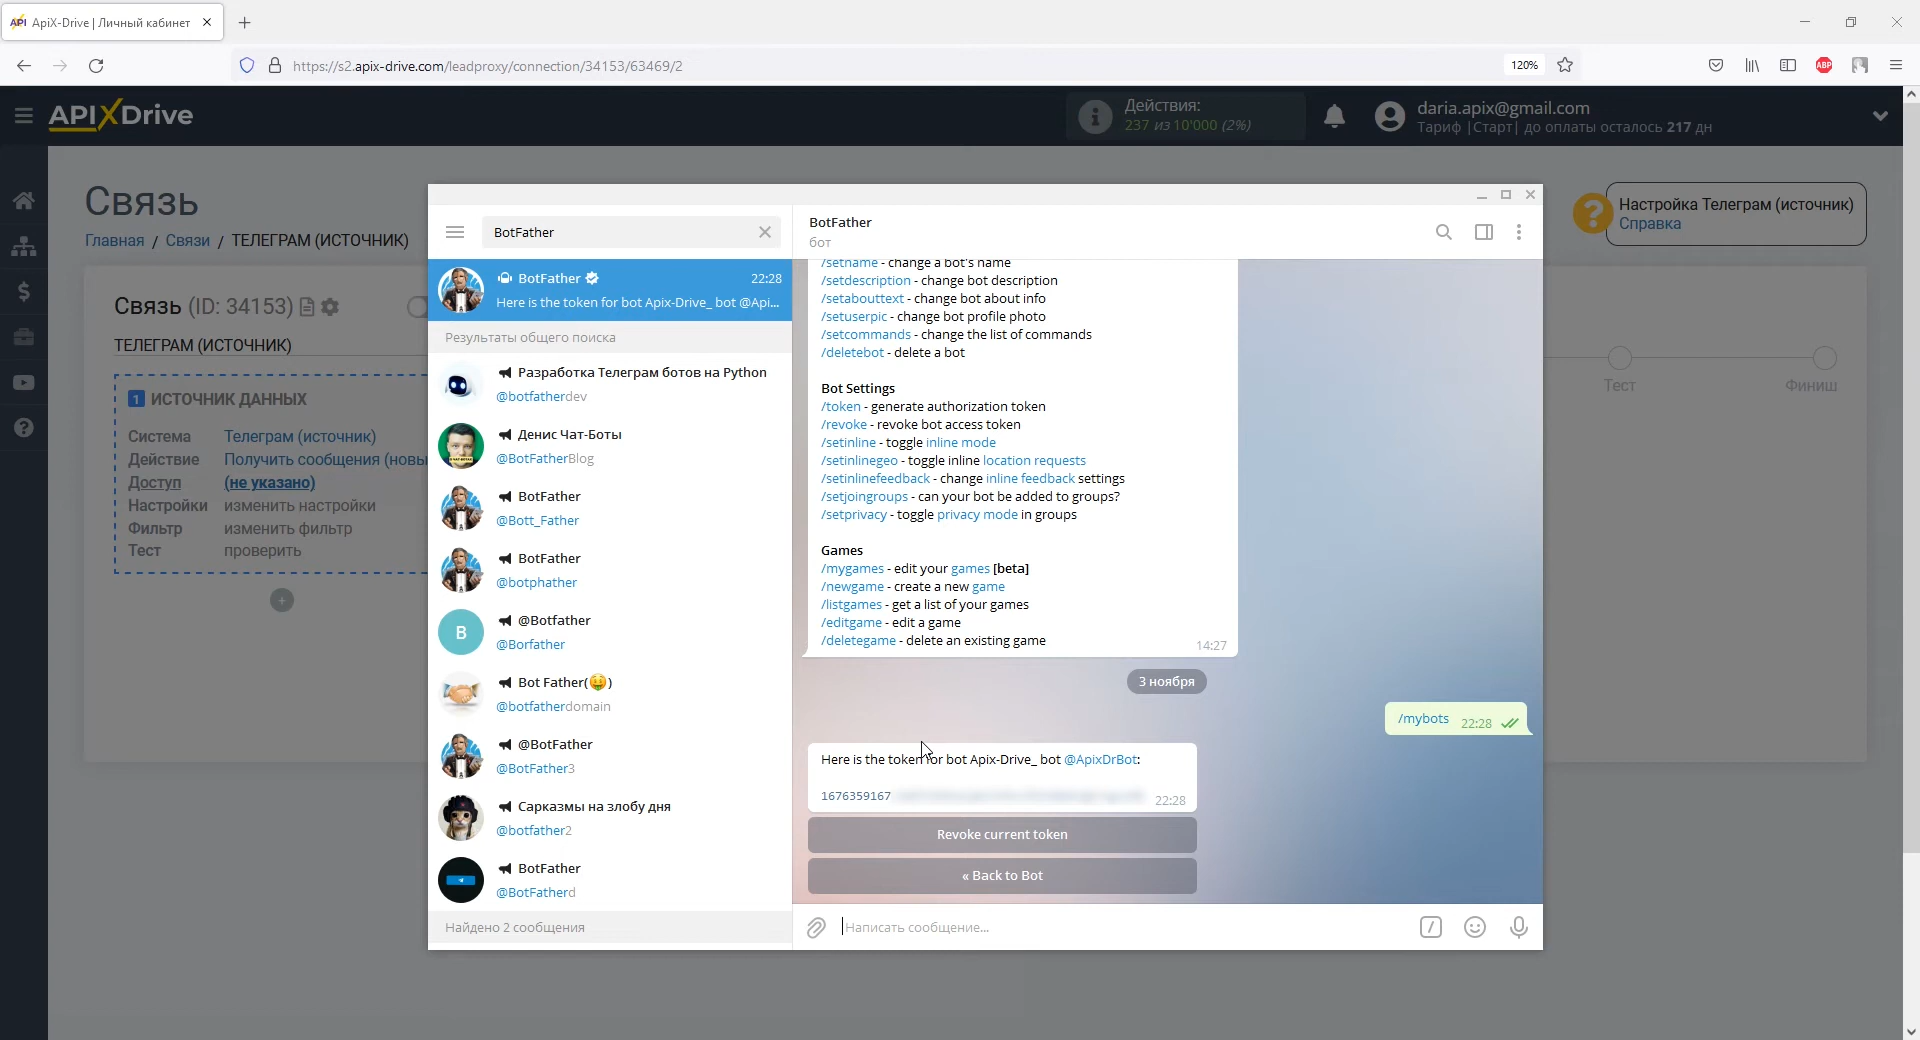 ApiX-Drive | Личный кабинет
https://s2.apix-drive.com/leadproxy/connection/34153/63469/2
120%
ABP
APIXDrive
Действия:
237 из 10'000 (2%)
daria.apix@gmail.com
Тариф |Старт| до оплаты осталось 217 дн
Связь
Главная / Связи / ТЕЛЕГРАМ (ИСТОЧНИК)
Настройка Телеграм (источник)
Справка
Связь (ID: 34153)
ТЕЛЕГРАМ (ИСТОЧНИК)
1 ИСТОЧНИК ДАННЫХ
Система Телеграм (источник)
Действие Получить сообщения (новы
Доступ (не указано)
Настройки изменить настройки
Фильтр изменить фильтр
Тест проверить
Тест
Финиш
BotFather
BotFather 22:28
Here is the token for bot Apix-Drive_ bot @Api...
Результаты общего поиска
Разработка Телеграм ботов на Python
@botfatherdev
Денис Чат-Боты
@BotFatherBlog
BotFather
@Bott_Father
BotFather
@botphather
B
@Botfather
@Borfather
Bot Father(🤑)
@botfatherdomain
@BotFather
@BotFather3
Сарказмы на злобу дня
@botfather2
BotFather
@BotFatherd
Найдено 2 сообщения
BotFather
бот
/setname - change a bot's name
/setdescription - change bot description
/setabouttext - change bot about info
/setuserpic - change bot profile photo
/setcommands - change the list of commands
/deletebot - delete a bot
Bot Settings
/token - generate authorization token
/revoke - revoke bot access token
/setinline - toggle inline mode
/setinlinegeo - toggle inline location requests
/setinlinefeedback - change inline feedback settings
/setjoingroups - can your bot be added to groups?
/setprivacy - toggle privacy mode in groups
Games
/mygames - edit your games [beta]
/newgame - create a new game
/listgames - get a list of your games
/editgame - edit a game
/deletegame - delete an existing game
14:27
3 ноября
/mybots 22:28
Here is the token for bot Apix-Drive_ bot @ApixDrBot:
1676359167
22:28
Revoke current token
« Back to Bot
Написать сообщение...